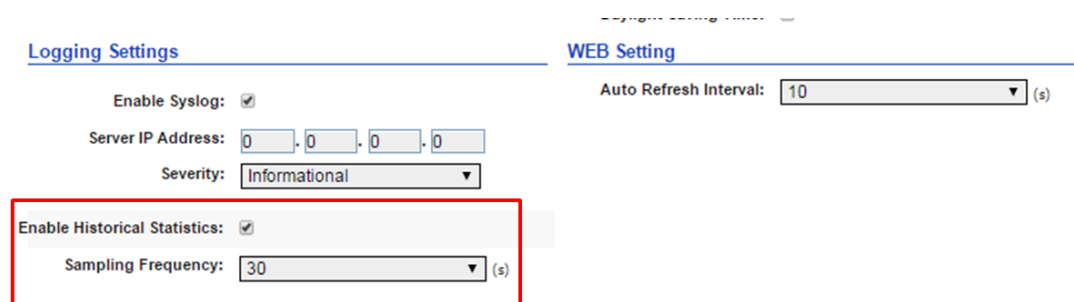 Logging Settings
Enable Syslog:
Server IP Address: 0 . 0 . 0 . 0
Severity: Informational
Enable Historical Statistics:
Sampling Frequency: 30 (s)
WEB Setting
Auto Refresh Interval: 10 (s)